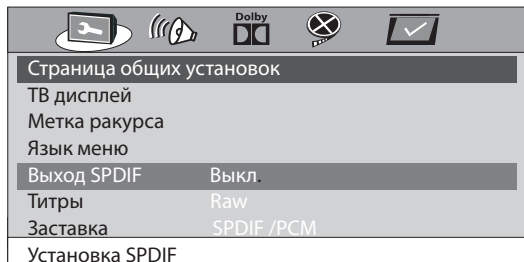 Dolby
Страница общих установок
ТВ дисплей
Метка ракурса
Язык меню
Выход SPDIF Выкл.
Титры Raw
Заставка SPDIF /PCM
Установка SPDIF